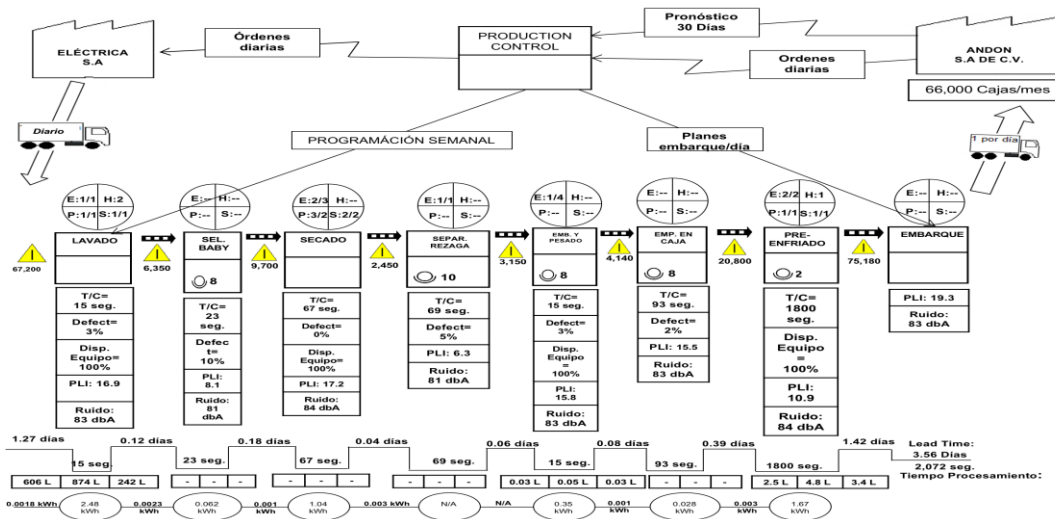 ELÉCTRICA
S.A
Órdenes
diarias
PRODUCTION
CONTROL
Pronóstico
30 Días
Ordenes
diarias
ANDON
S.A DE C.V.
66,000 Cajas/mes
Diario
PROGRAMÁCIÓN SEMANAL
Planes
embarque/día
1 por día
E:1/1 H:2
P:1/1 S:1/1
E:-- H:--
P:-- S:--
E:2/3 H:--
P:3/2 S:2/2
E:1/1 H:--
P:-- S:--
E:1/4 H:--
P:-- S:--
E:-- H:--
P:-- S:--
E:2/2 H:1
P:1/1 S:1/1
E:-- H:--
P:-- S:--
I
67,200
LAVADO
I
6,350
SEL.
BABY
8
I
9,700
SECADO
I
2,450
SEPAR.
REZAGA
10
I
3,150
EMB. Y
PESADO
8
I
4,140
EMP. EN
CAJA
8
I
20,800
PRE-
ENFRIADO
2
I
75,180
EMBARQUE
T/C=
15 seg.
Defect=
3%
Disp.
Equipo=
100%
PLI: 16.9
Ruido:
83 dbA
T/C=
23
seg.
Defec
t=
10%
PLI:
8.1
Ruido:
81
dbA
T/C=
67 seg.
Defect=
0%
Disp.
Equipo=
100%
PLI: 17.2
Ruido:
84 dbA
T/C=
69 seg.
Defect=
5%
PLI: 6.3
Ruido:
81 dbA
T/C=
15 seg.
Defect=
3%
Disp.
Equipo
=
100%
PLI:
15.8
Ruido:
83 dbA
T/C=
93 seg.
Defect=
2%
PLI: 15.5
Ruido:
83 dbA
T/C=
1800
seg.
Disp.
Equipo
=
100%
PLI:
10.9
Ruido:
84 dbA
PLI: 19.3
Ruido:
83 dbA
1.27 días 0.12 días 0.18 días 0.04 días 0.06 días 0.08 días 0.39 días 1.42 días
15 seg. 23 seg. 67 seg. 69 seg. 15 seg. 93 seg. 1800 seg.
Lead Time:
3.56 Días
2,072 seg.
Tiempo Procesamiento:
606 L 874 L 242 L - - - - - - - - - 0.03 L 0.05 L 0.03 L - - - 2.5 L 4.8 L 3.4 L
0.0018 kWh 2.48 kWh 0.0023 kWh 0.062 kWh 0.001 kWh 1.04 kWh 0.003 kWh N/A N/A 0.35 kWh 0.001 kWh 0.028 kWh 0.003 kWh 1.67 kWh